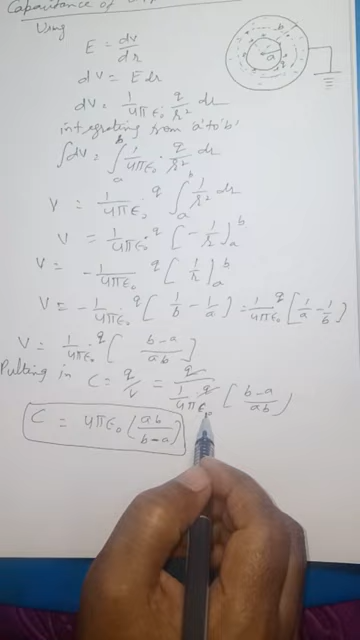 Capacitance of
Using
E = dv/dr
dV = E dr
dV = 1/4πε₀ q/r² dr
integrating from 'a' to 'b'
∫dV = ∫ₐᵇ 1/4πε₀ · q/r² dr
V = 1/4πε₀ q ∫ₐᵇ 1/r² dr
V = 1/4πε₀ q [-1/r]ₐᵇ
V = -1/4πε₀ q [1/r]ₐᵇ
V = -1/4πε₀ q [1/b - 1/a] = 1/4πε₀ q [1/a - 1/b]
V = 1/4πε₀ q [b-a/ab]
Putting in C = q/V = q / 1/4πε₀ q [b-a/ab]
C = 4πε₀ (ab/b-a)
a